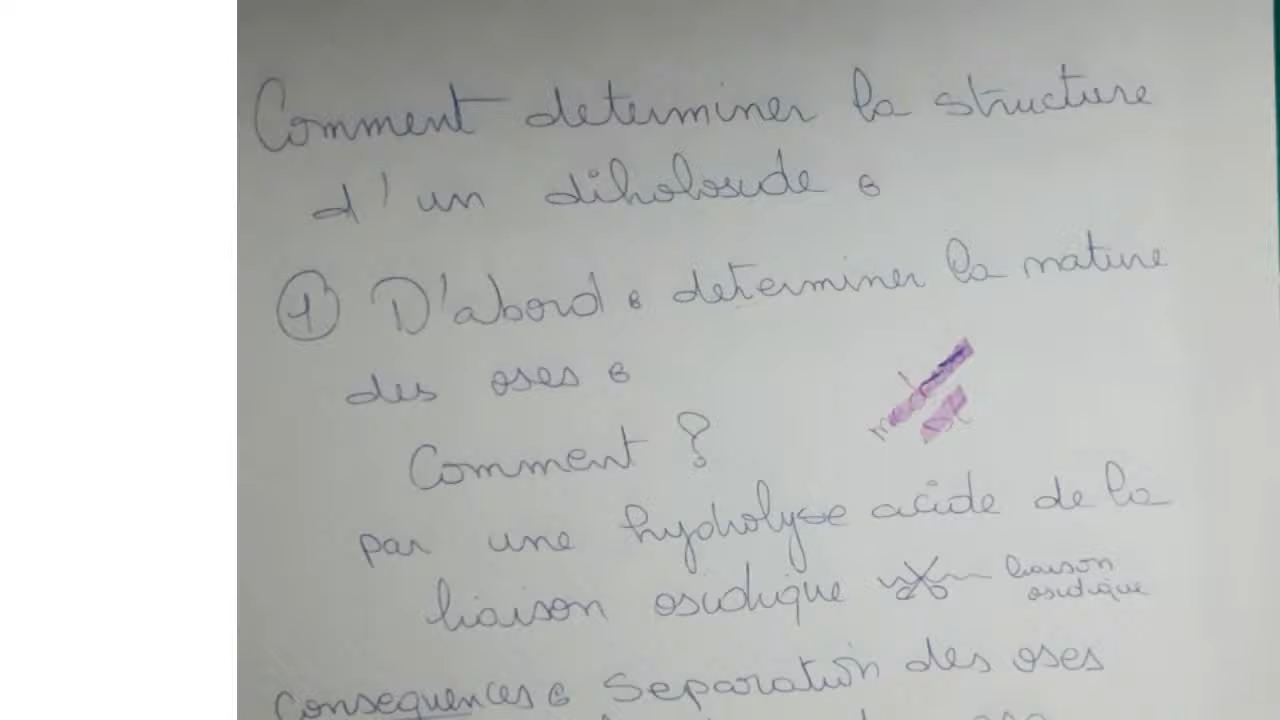 Comment determiner la structure
d'un diholoside :
① D'abord : determiner la nature
des oses :
Comment ?
par une hydrolyse acide de la
liaison osidique liaison
osidique
Consequences : Separation des oses